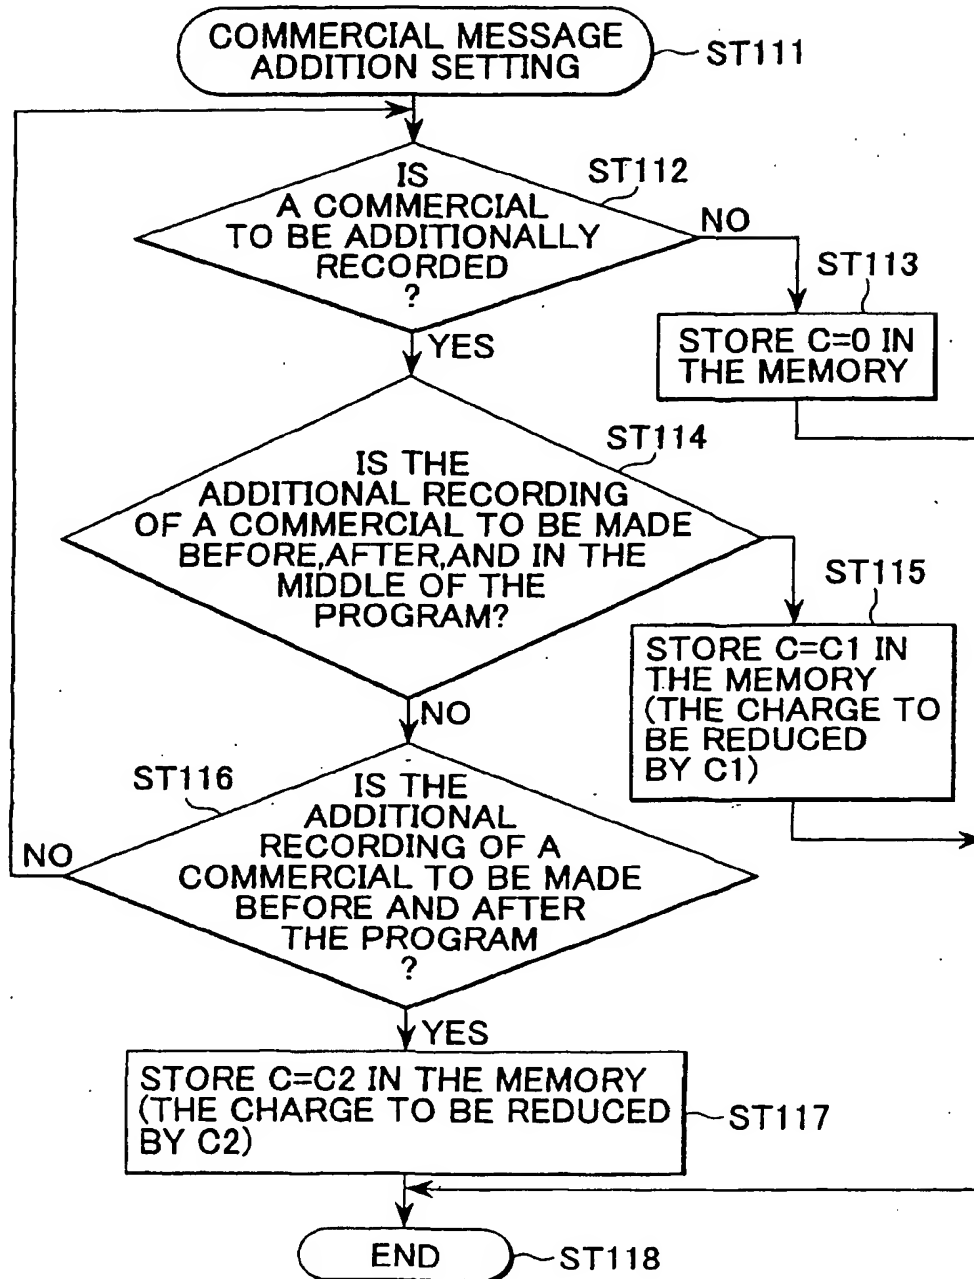 COMMERCIAL MESSAGE
ADDITION SETTING
ST111
IS
A COMMERCIAL
TO BE ADDITIONALLY
RECORDED
?
ST112
NO
ST113
STORE C=0 IN
THE MEMORY
YES
ST114
IS THE
ADDITIONAL RECORDING
OF A COMMERCIAL TO BE MADE
BEFORE,AFTER,AND IN THE
MIDDLE OF THE
PROGRAM?
ST115
STORE C=C1 IN
THE MEMORY
(THE CHARGE TO
BE REDUCED
BY C1)
NO
ST116
IS THE
ADDITIONAL
RECORDING OF A
COMMERCIAL TO BE MADE
BEFORE AND AFTER
THE PROGRAM
?
NO
YES
STORE C=C2 IN THE MEMORY
(THE CHARGE TO BE REDUCED
BY C2)
ST117
END
ST118